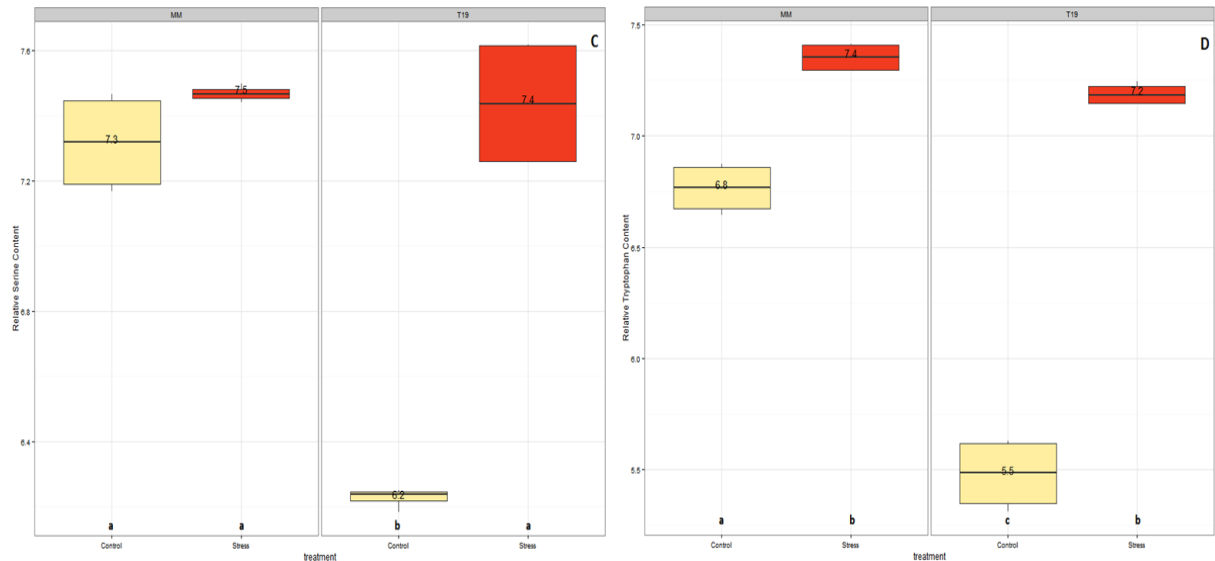 MM
T19
C
Relative Serine Content
7.6
7.2
6.8
6.4
7.3
7.5
6.2
7.4
a
a
b
a
Control
Stress
Control
Stress
treatment
MM
T19
D
Relative Tryptophan Content
7.5
7.0
6.5
6.0
5.5
6.8
7.4
5.5
7.2
a
b
c
b
Control
Stress
Control
Stress
treatment